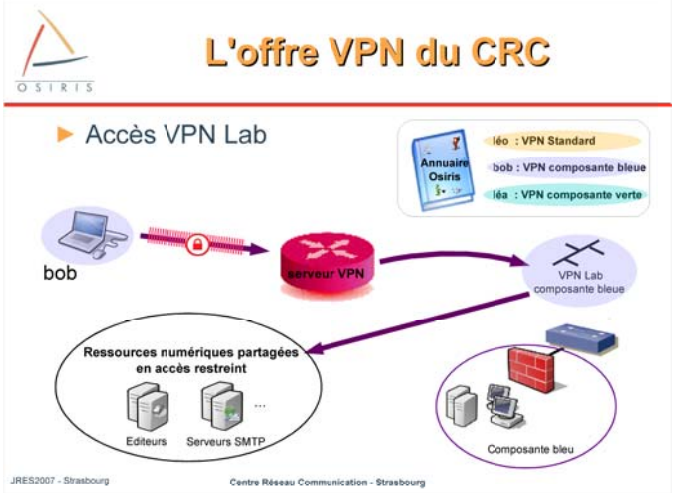 L'offre VPN du CRC
OSIRIS
Accès VPN Lab
Annuaire
Osiris
léo : VPN Standard
bob : VPN composante bleue
léa : VPN composante verte
bob
serveur VPN
VPN Lab
composante bleue
Ressources numériques partagées
en accès restreint
...
Editeurs
Serveurs SMTP
Composante bleu
JRES2007 - Strasbourg
Centre Réseau Communication - Strasbourg